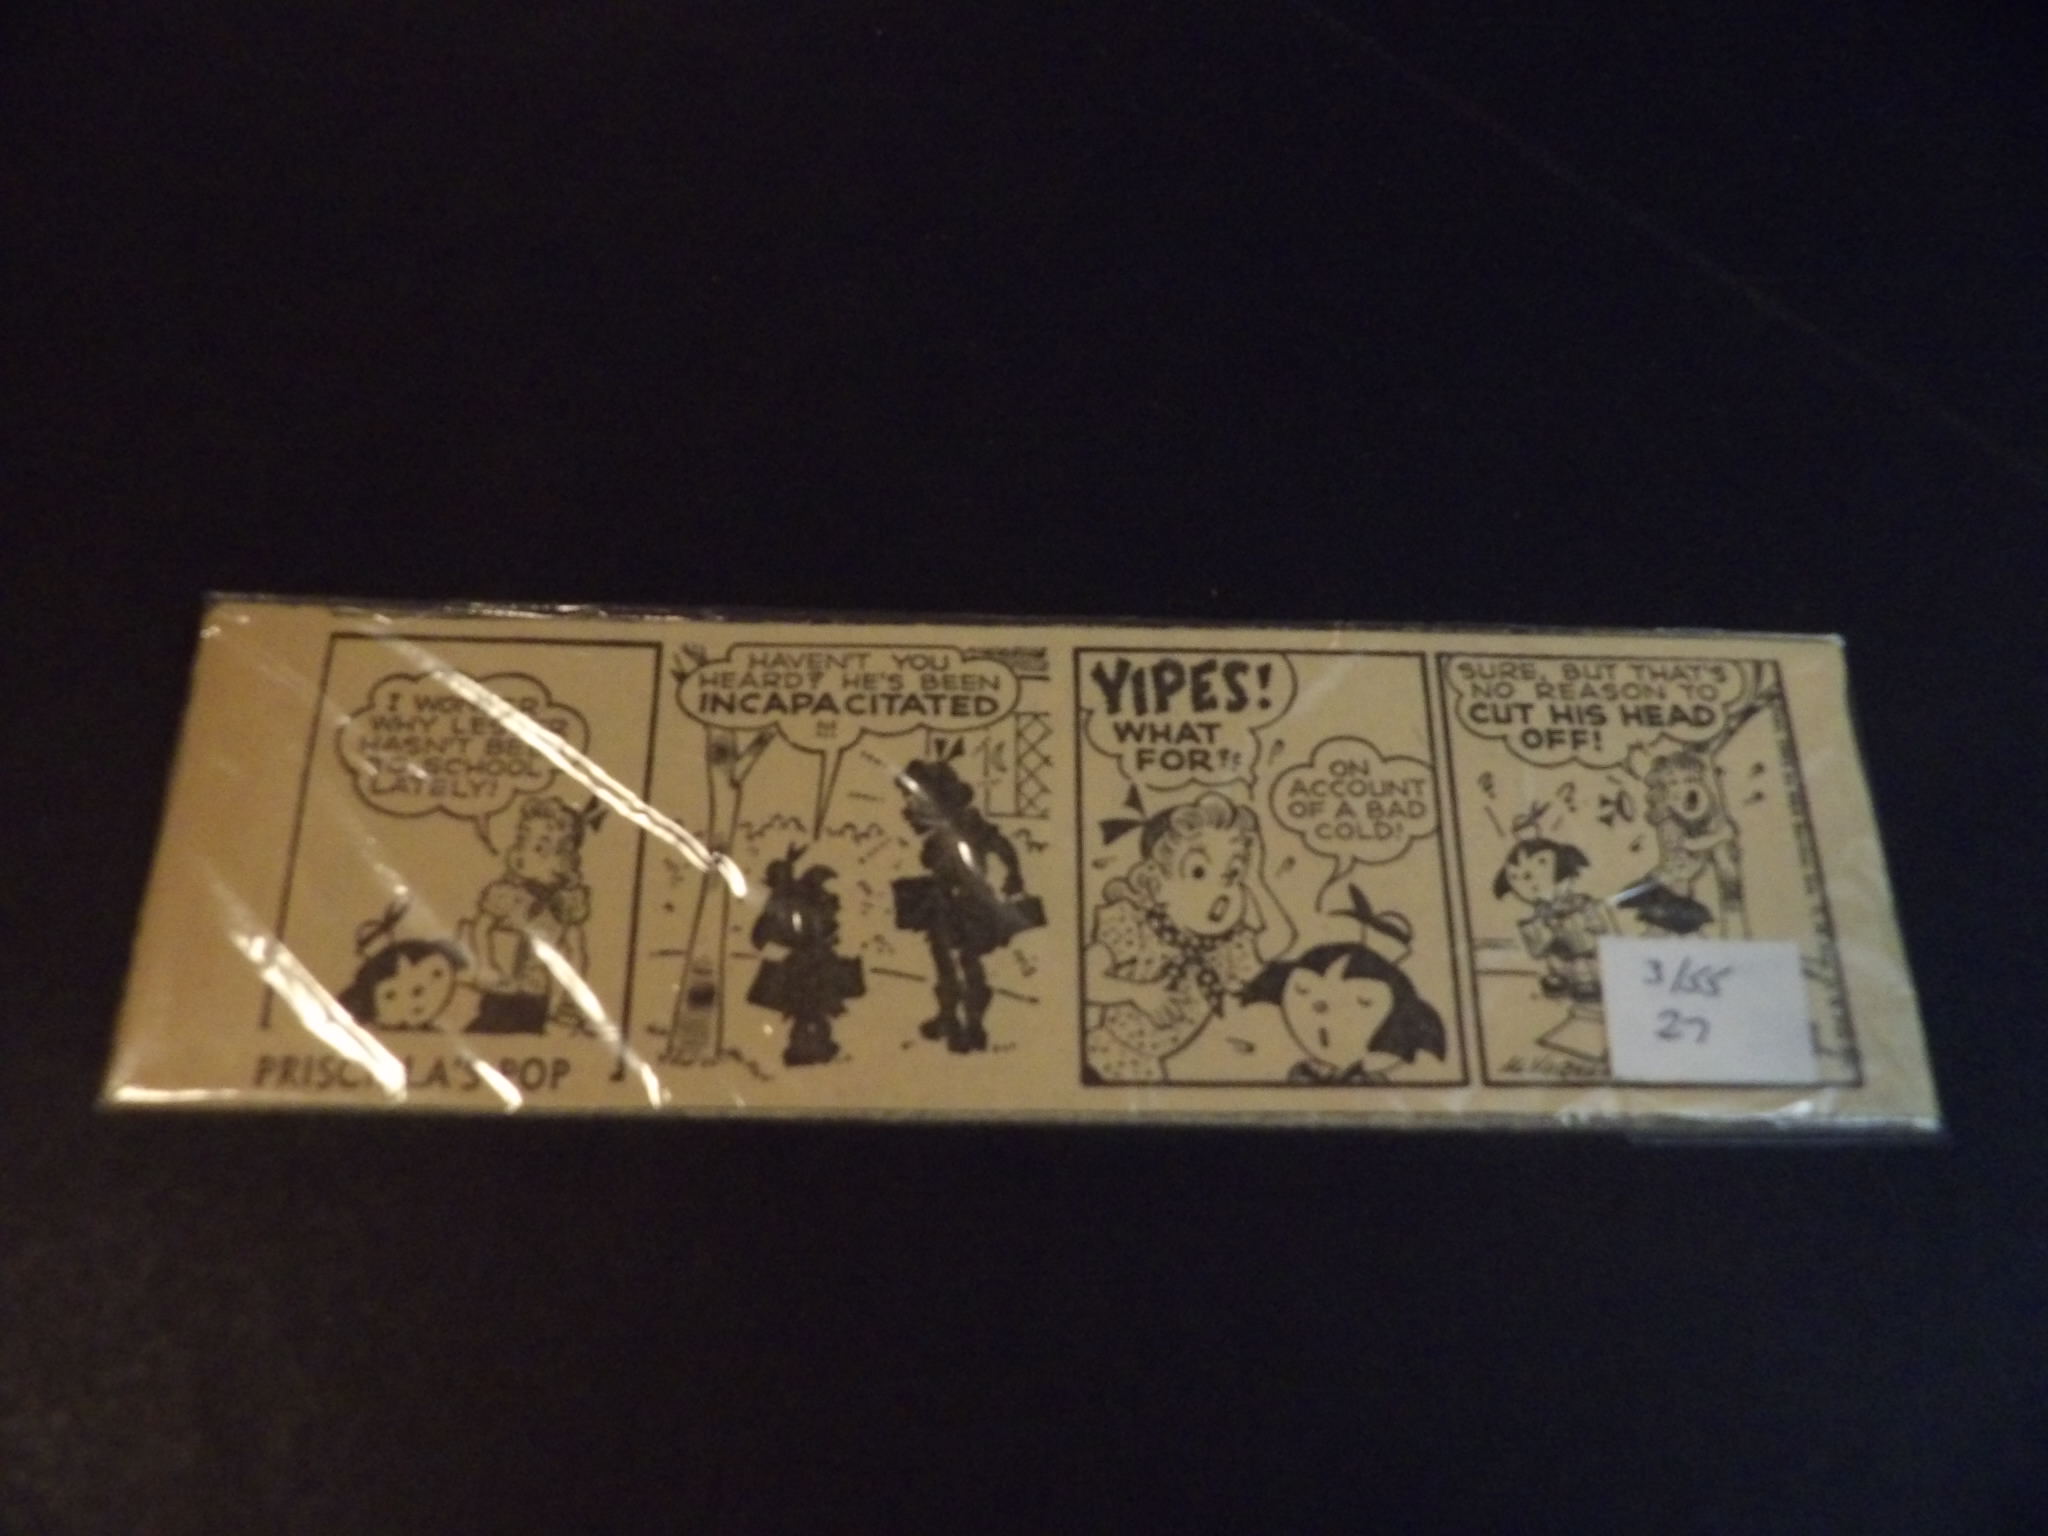 I WONDER
WHY LESTER
HASN'T BEEN
TO SCHOOL
LATELY?
PRISCILLA'S POP
HAVEN'T YOU
HEARD? HE'S BEEN
INCAPACITATED
!!!
YIPES!
WHAT
FOR?!
ON
ACCOUNT
OF A BAD
COLD!
SURE, BUT THAT'S
NO REASON TO
CUT HIS HEAD
OFF!
3/55
27